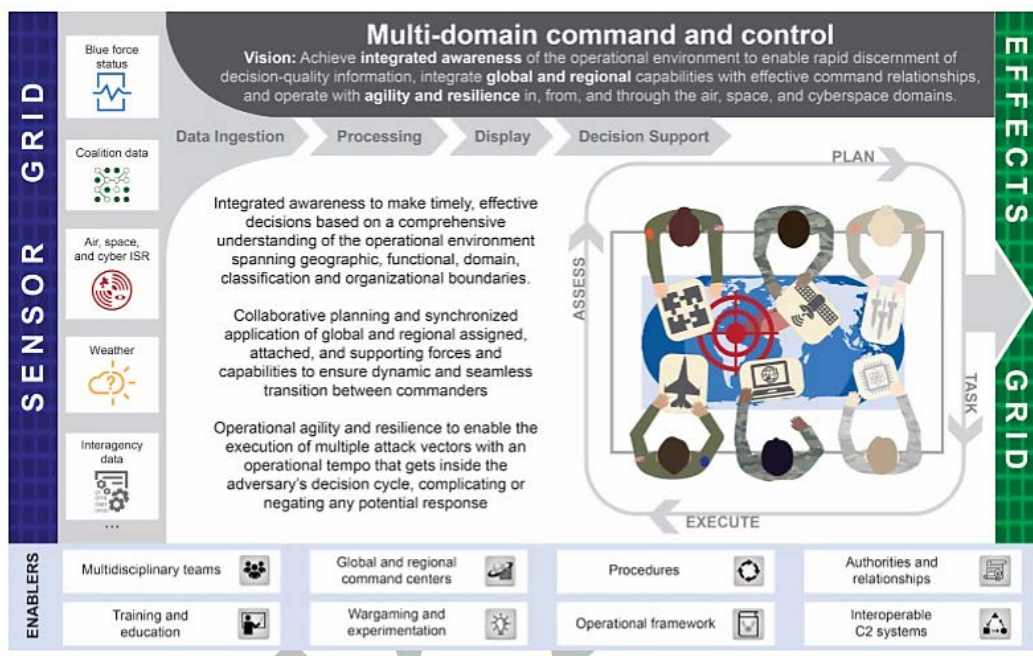 SENSOR GRID
Blue force
status
Coalition data
Air, space,
and cyber ISR
Weather
?
Interagency
data
...
Multi-domain command and control
Vision: Achieve integrated awareness of the operational environment to enable rapid discernment of
decision-quality information, integrate global and regional capabilities with effective command relationships,
and operate with agility and resilience in, from, and through the air, space, and cyberspace domains.
Data Ingestion
Processing
Display
Decision Support
Integrated awareness to make timely, effective
decisions based on a comprehensive
understanding of the operational environment
spanning geographic, functional, domain,
classification and organizational boundaries.
Collaborative planning and synchronized
application of global and regional assigned,
attached, and supporting forces and
capabilities to ensure dynamic and seamless
transition between commanders
Operational agility and resilience to enable the
execution of multiple attack vectors with an
operational tempo that gets inside the
adversary's decision cycle, complicating or
negating any potential response
PLAN
ASSESS
TASK
EXECUTE
EFFECTS GRID
ENABLERS
Multidisciplinary teams
Global and regional
command centers
Procedures
Authorities and
relationships
Training and
education
Wargaming and
experimentation
Operational framework
Interoperable
C2 systems